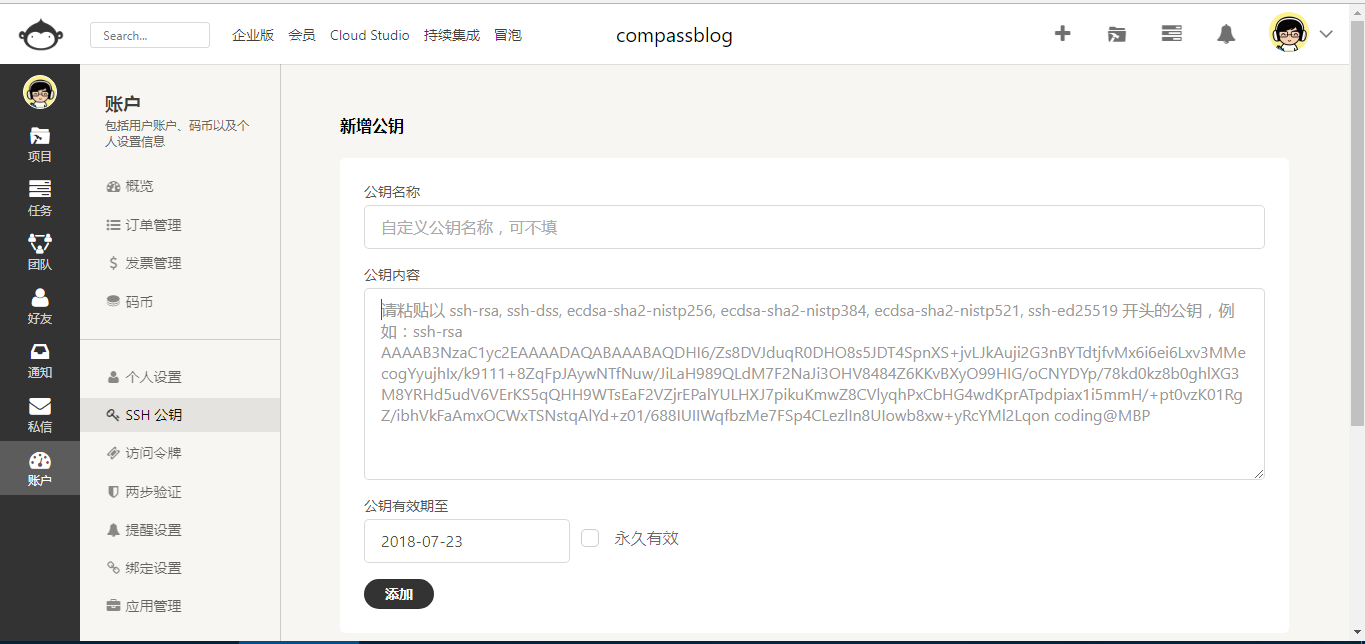 Search...
企业版 会员 Cloud Studio 持续集成 冒泡
compassblog
项目
任务
团队
好友
通知
私信
账户
账户
包括用户账户、码币以及个
人设置信息
概览
订单管理
发票管理
码币
个人设置
SSH 公钥
访问令牌
两步验证
提醒设置
绑定设置
应用管理
新增公钥
公钥名称
自定义公钥名称，可不填
公钥内容
请粘贴以 ssh-rsa, ssh-dss, ecdsa-sha2-nistp256, ecdsa-sha2-nistp384, ecdsa-sha2-nistp521, ssh-ed25519 开头的公钥，例
如：ssh-rsa
AAAAB3NzaC1yc2EAAAADAQABAAABAQDHI6/Zs8DVJduqR0DHO8s5JDT4SpnXS+jvLJkAuji2G3nBYTdtjfvMx6i6ei6Lxv3MMe
cogYyujhIx/k9111+8ZqFpJAywNTfNuw/JiLaH989QLdM7F2NaJi3OHV8484Z6KKvBXyO99HIG/oCNYDYp/78kd0kz8b0ghlXG3
M8YRHd5udV6VErKS5qQHH9WTsEaF2VZjrEPalYULHXJ7pikuKmwZ8CVlyqhPxCbHG4wdKprATpdpiax1i5mmH/+pt0vzK01Rg
Z/ibhVkFaAmxOCWxTSNstqAlYd+z01/688IUIIWqfbzMe7FSp4CLezlIn8UIowb8xw+yRcYMl2Lqon coding@MBP
公钥有效期至
2018-07-23
永久有效
添加